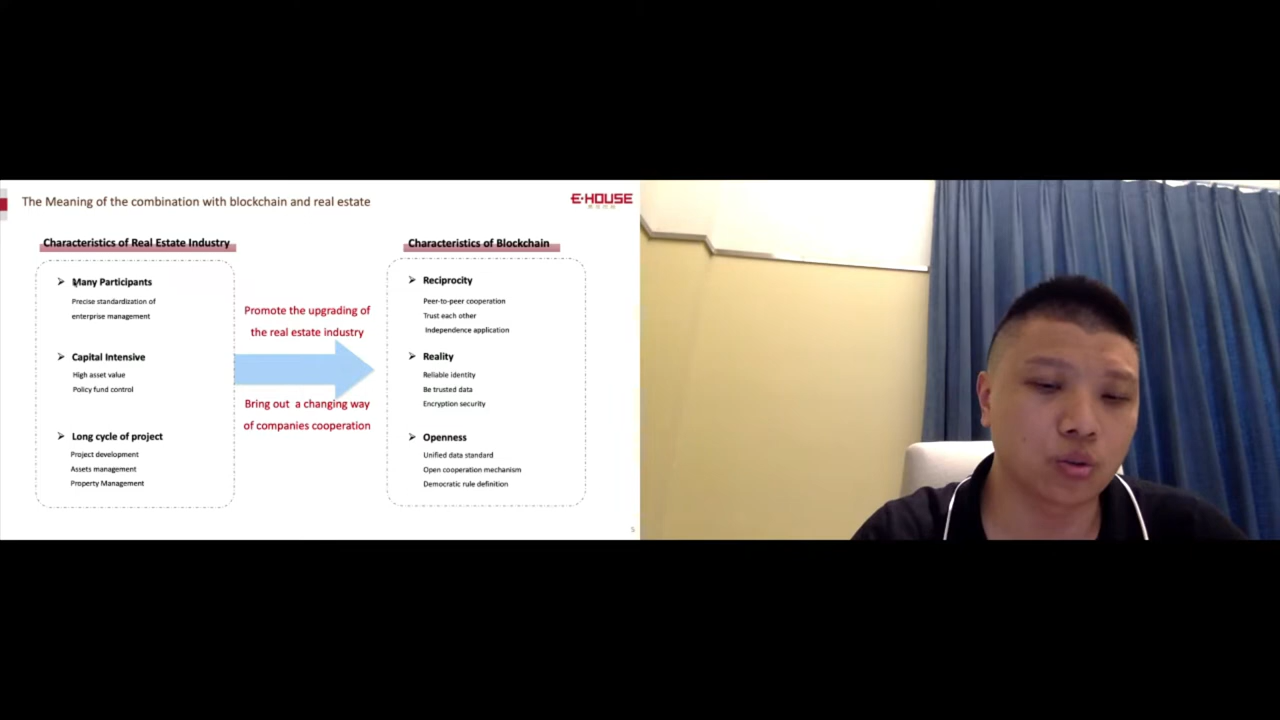 The Meaning of the combination with blockchain and real estate
E·HOUSE
Characteristics of Real Estate Industry
Many Participants
Precise standardization of
enterprise management
Capital Intensive
High asset value
Policy fund control
Long cycle of project
Project development
Assets management
Property Management
Promote the upgrading of
the real estate industry
Bring out a changing way
of companies cooperation
Characteristics of Blockchain
Reciprocity
Peer-to-peer cooperation
Trust each other
Independence application
Reality
Reliable identity
Be trusted data
Encryption security
Openness
Unified data standard
Open cooperation mechanism
Democratic rule definition
5